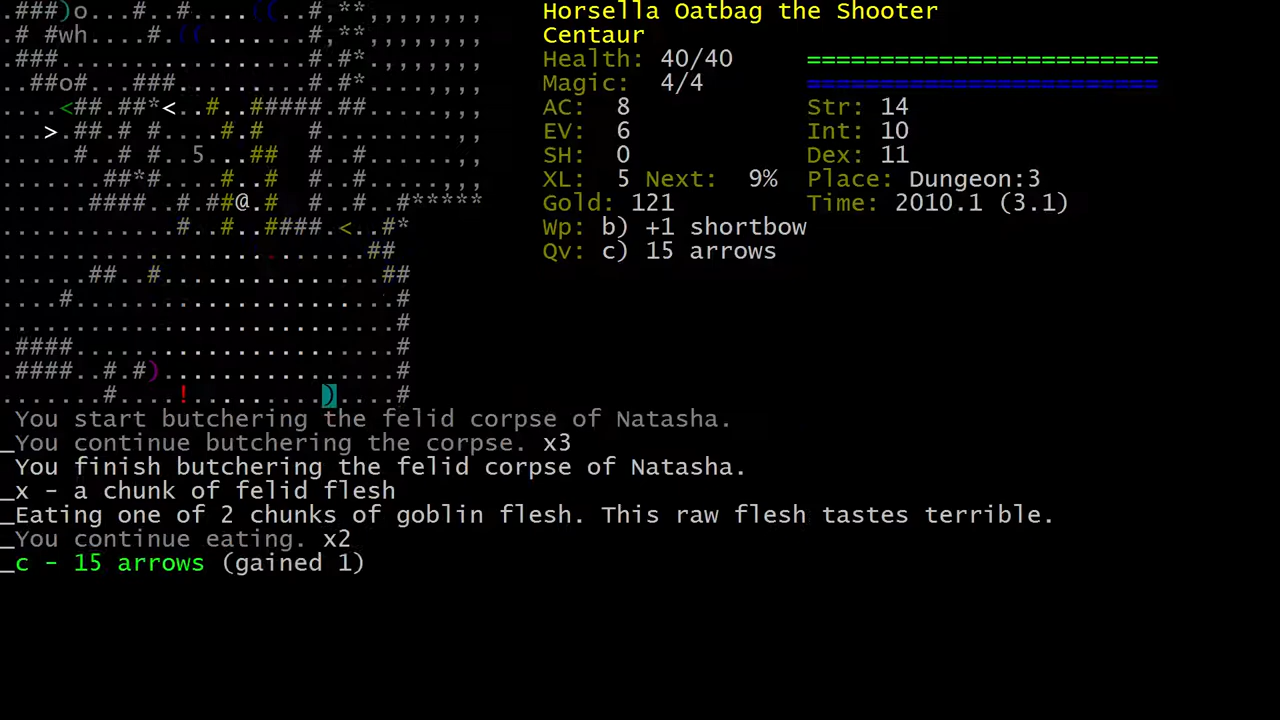 .###)o...#..#....((..#,**,,,,,,,,    Horsella Oatbag the Shooter
.# #wh....#.((.......#,**,,,,,,,,    Centaur
.###.................#.#*,,,,,,,,    Health: 40/40     ========================
..##o#...###.........#.#*,,,,,,,,    Magic:  4/4       ========================
....<##.##*<..#..#####.##.,,,,,,,    AC:  8            Str: 14
...> ##.# #....#.#   #........,,,    EV:  6            Int: 10
.....#..# #..5...##  #..#......,,    SH:  0            Dex: 11
.......##*#....#..#  #..#.....,,,    XL:  5 Next:  9%  Place: Dungeon:3
......####..#.##@.#  #..#..#*****    Gold: 121         Time: 2010.1 (3.1)
............#..#..####.<..#*         Wp: b) +1 shortbow
.........................##          Qv: c) 15 arrows
......##..#...............##
....#......................#
...........................#
.####......................#
.####..#.#)................#
.......#....!.........)....#
You start butchering the felid corpse of Natasha.
_You continue butchering the corpse. x3
You finish butchering the felid corpse of Natasha.
_x - a chunk of felid flesh
_Eating one of 2 chunks of goblin flesh. This raw flesh tastes terrible.
_You continue eating. x2
_c - 15 arrows (gained 1)